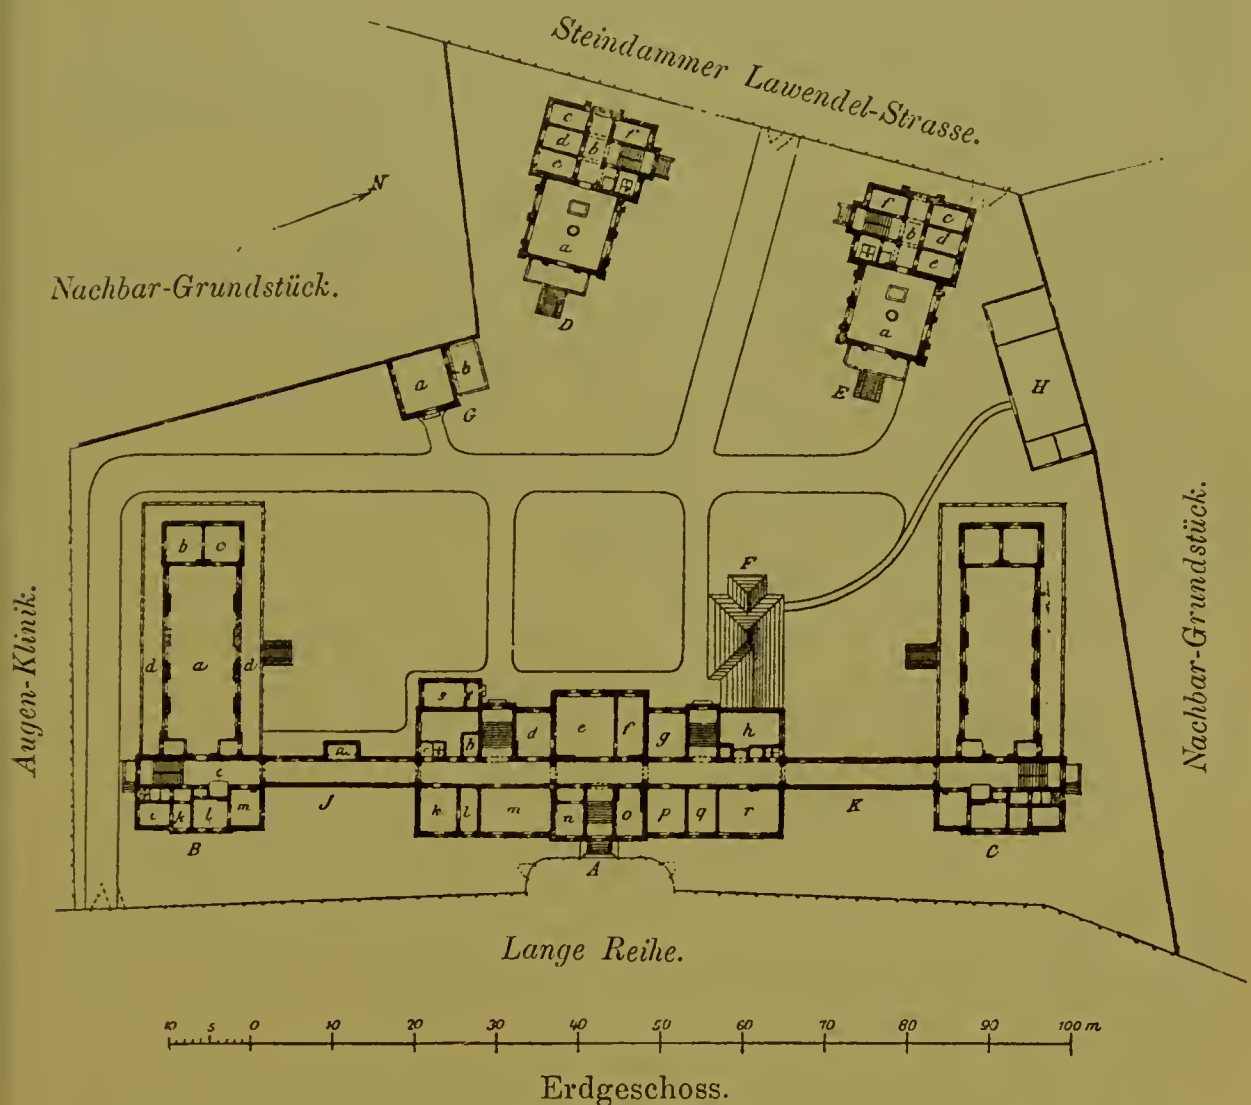 Steindammer Lawendel-Strasse.
N
Nachbar-Grundstück.
c
d
e
b
f
a
D
f
b
c
d
e
a
E
a
b
G
H
Augen-Klinik.
Nachbar-Grundstück.
b
c
d
a
d
F
s
t
a
h
d
e
f
g
h
c
i
k
l
m
B
J
k
l
m
n
o
p
q
r
A
K
C
Lange Reihe.
10 5 0 10 20 30 40 50 60 70 80 90 100 m
Erdgeschoss.